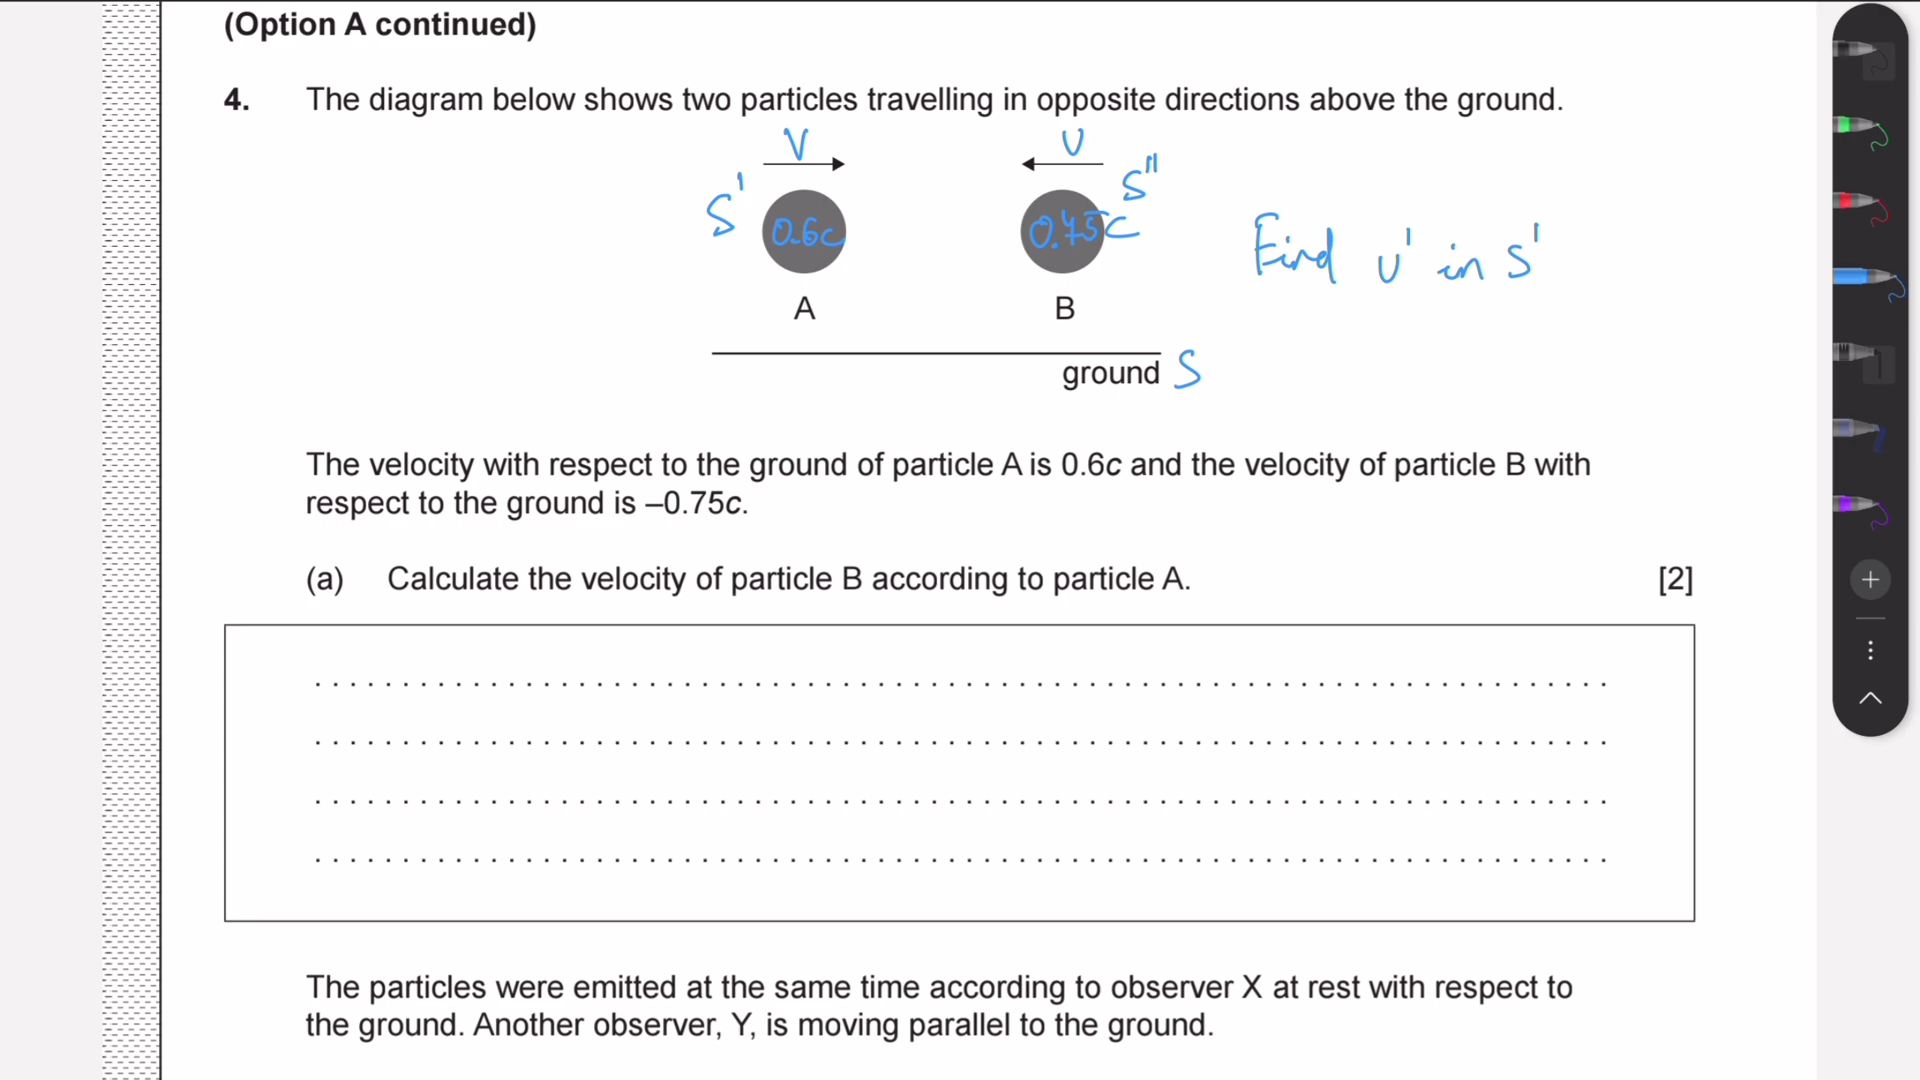 (Option A continued)
4. The diagram below shows two particles travelling in opposite directions above the ground.
V U
S' S"
0.6c 0.75c
Find u' in s'
A B
ground S
The velocity with respect to the ground of particle A is 0.6c and the velocity of particle B with
respect to the ground is –0.75c.
(a) Calculate the velocity of particle B according to particle A. [2]
The particles were emitted at the same time according to observer X at rest with respect to
the ground. Another observer, Y, is moving parallel to the ground.